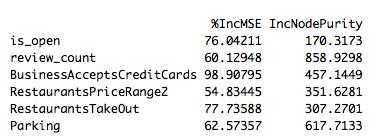 %IncMSE IncNodePurity
is_open 76.04211 170.3173
review_count 60.12948 858.9298
BusinessAcceptsCreditCards 98.90795 457.1449
RestaurantsPriceRange2 54.83445 351.6281
RestaurantsTakeOut 77.73588 307.2701
Parking 62.57357 617.7133